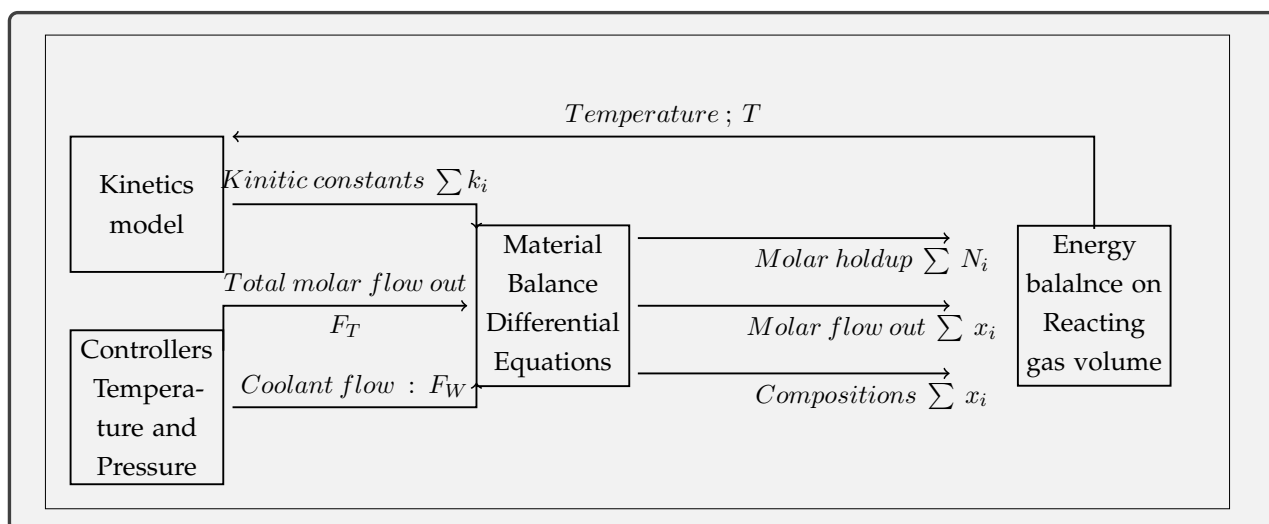 Temperature ; T
Kinetics
model
Kinitic constants ∑ k_i
Total molar flow out
F_T
Controllers
Tempera-
ture and
Pressure
Coolant flow : F_W
Material
Balance
Differential
Equations
Molar holdup ∑ N_i
Molar flow out ∑ x_i
Compositions ∑ x_i
Energy
balalnce on
Reacting
gas volume